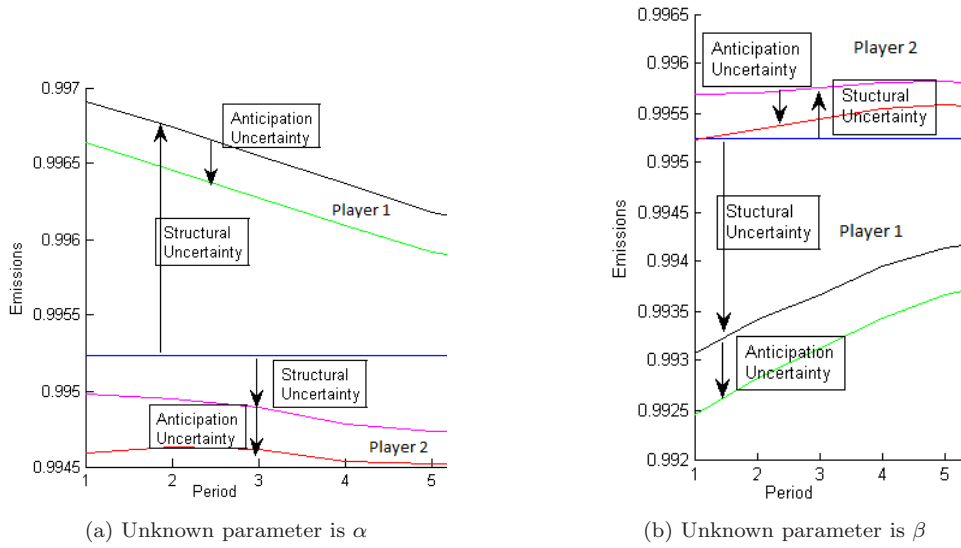 0.997
0.9965
0.996
0.9955
0.995
0.9945
Emissions
1 2 3 4 5
Period
Anticipation
Uncertainty
Player 1
Structural
Uncertainty
Structural
Uncertainty
Anticipation
Uncertainty
Player 2
(a) Unknown parameter is α
0.9965
0.996
0.9955
0.995
0.9945
0.994
0.9935
0.993
0.9925
0.992
Emissions
1 2 3 4 5
Period
Anticipation
Uncertainty
Player 2
Stuctural
Uncertainty
Stuctural
Uncertainty
Player 1
Anticipation
Uncertainty
(b) Unknown parameter is β